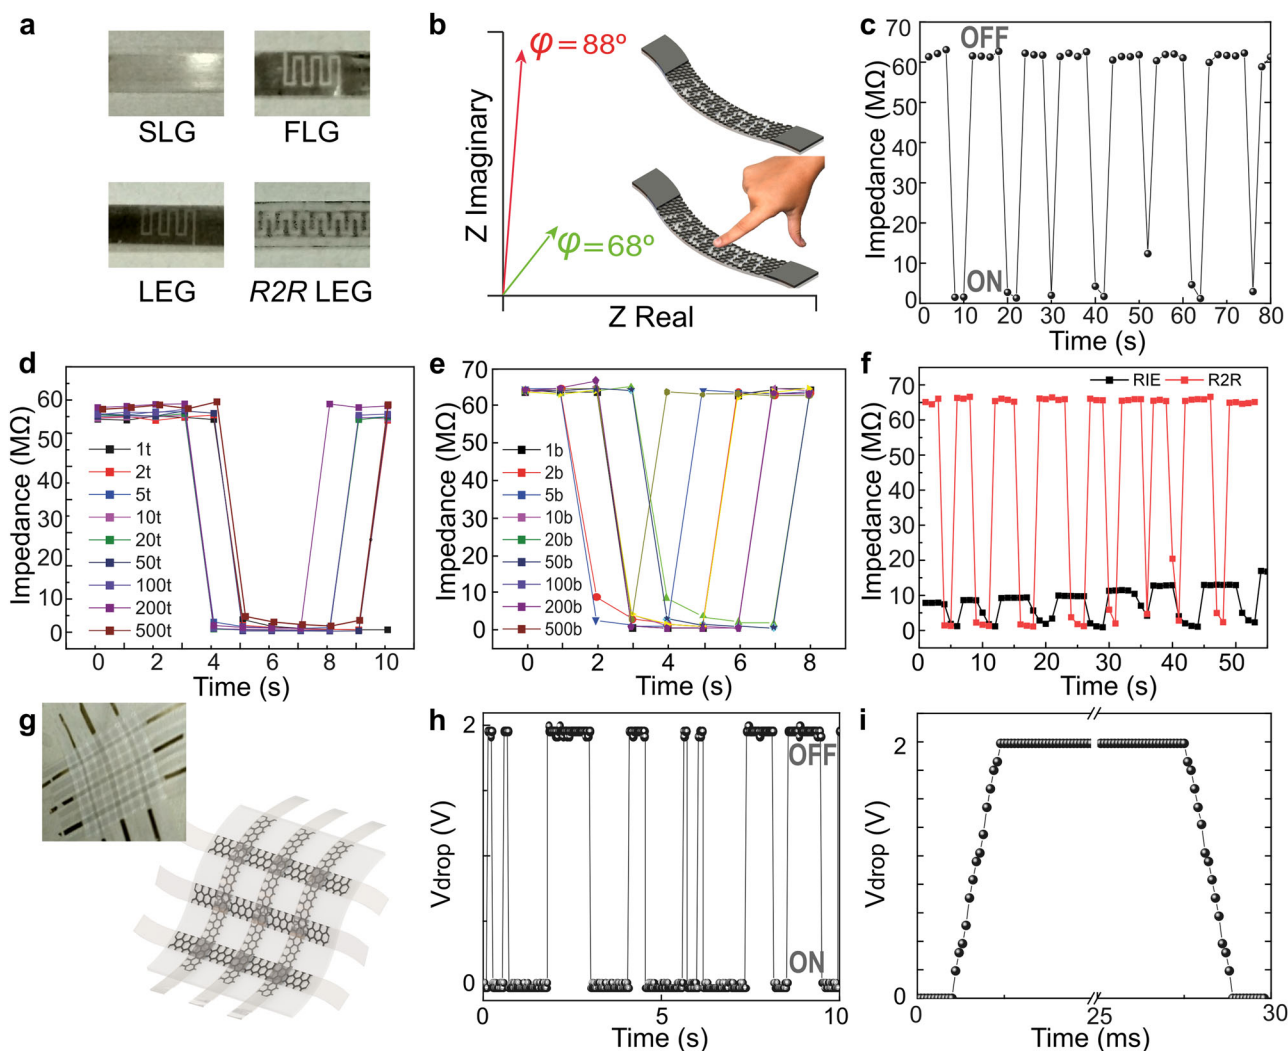 a
SLG
FLG
LEG
R2R LEG
b
φ=88°
φ=68°
Z Imaginary
Z Real
c
OFF
ON
Impedance (MΩ)
70
60
50
40
30
20
10
0
0 10 20 30 40 50 60 70 80
Time (s)
d
Impedance (MΩ)
60
50
40
30
20
10
0
1t
2t
5t
10t
20t
50t
100t
200t
500t
0 2 4 6 8 10
Time (s)
e
Impedance (MΩ)
70
60
50
40
30
20
10
0
1b
2b
5b
10b
20b
50b
100b
200b
500b
0 2 4 6 8
Time (s)
f
RIE R2R
Impedance (MΩ)
70
60
50
40
30
20
10
0
0 10 20 30 40 50
Time (s)
g
h
Vdrop (V)
2
0
OFF
ON
0 5 10
Time (s)
i
Vdrop (V)
2
0
0 25 30
Time (ms)